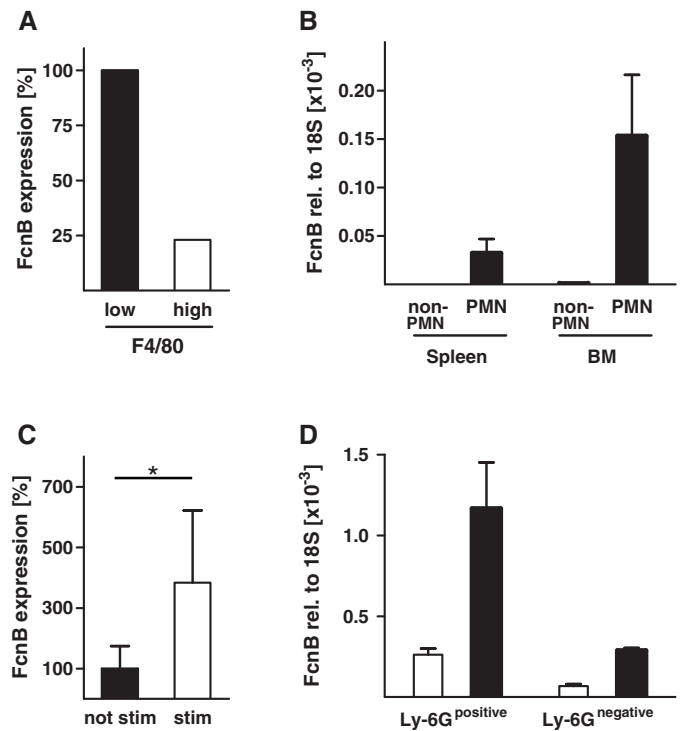 A
FcnB expression [%]
100
75
50
25
low high
F4/80
B
FcnB rel. to 18S [x10⁻³]
0.20
0.15
0.10
0.05
non-PMN PMN non-PMN PMN
Spleen BM
C
FcnB expression [%]
700
500
300
100
*
not stim stim
D
FcnB rel. to 18S [x10⁻³]
1.5
1.0
0.5
Ly-6G^positive Ly-6G^negative